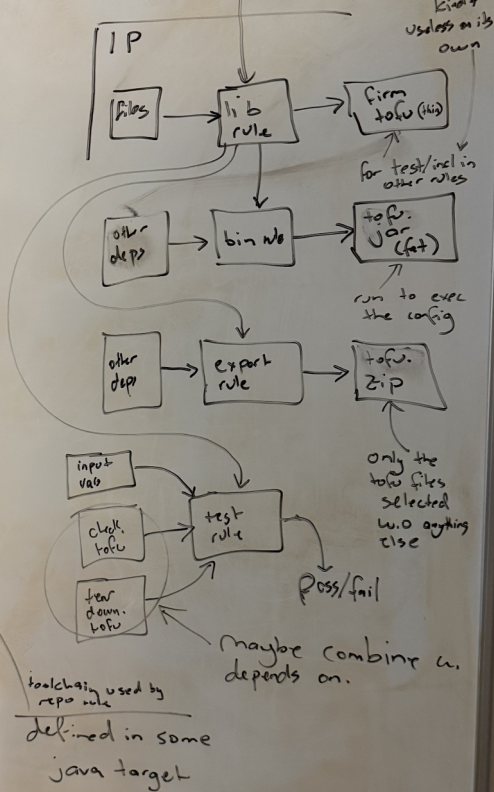 useless on its
own
IP
files
lib
rule
firm
tofu (thin)
for test/incl in
other rules
other
deps
bin rule
tofu.
jar
(fat)
run to exec
the config
other
deps
export
rule
tofu.
zip
only the
tofu files
selected
w.o anything
else
input
vars
check.
tofu
test
rule
tear
down.
tofu
pass/fail
maybe combine w.
depends on.
toolchain used by
repo rule
defined in some
java target